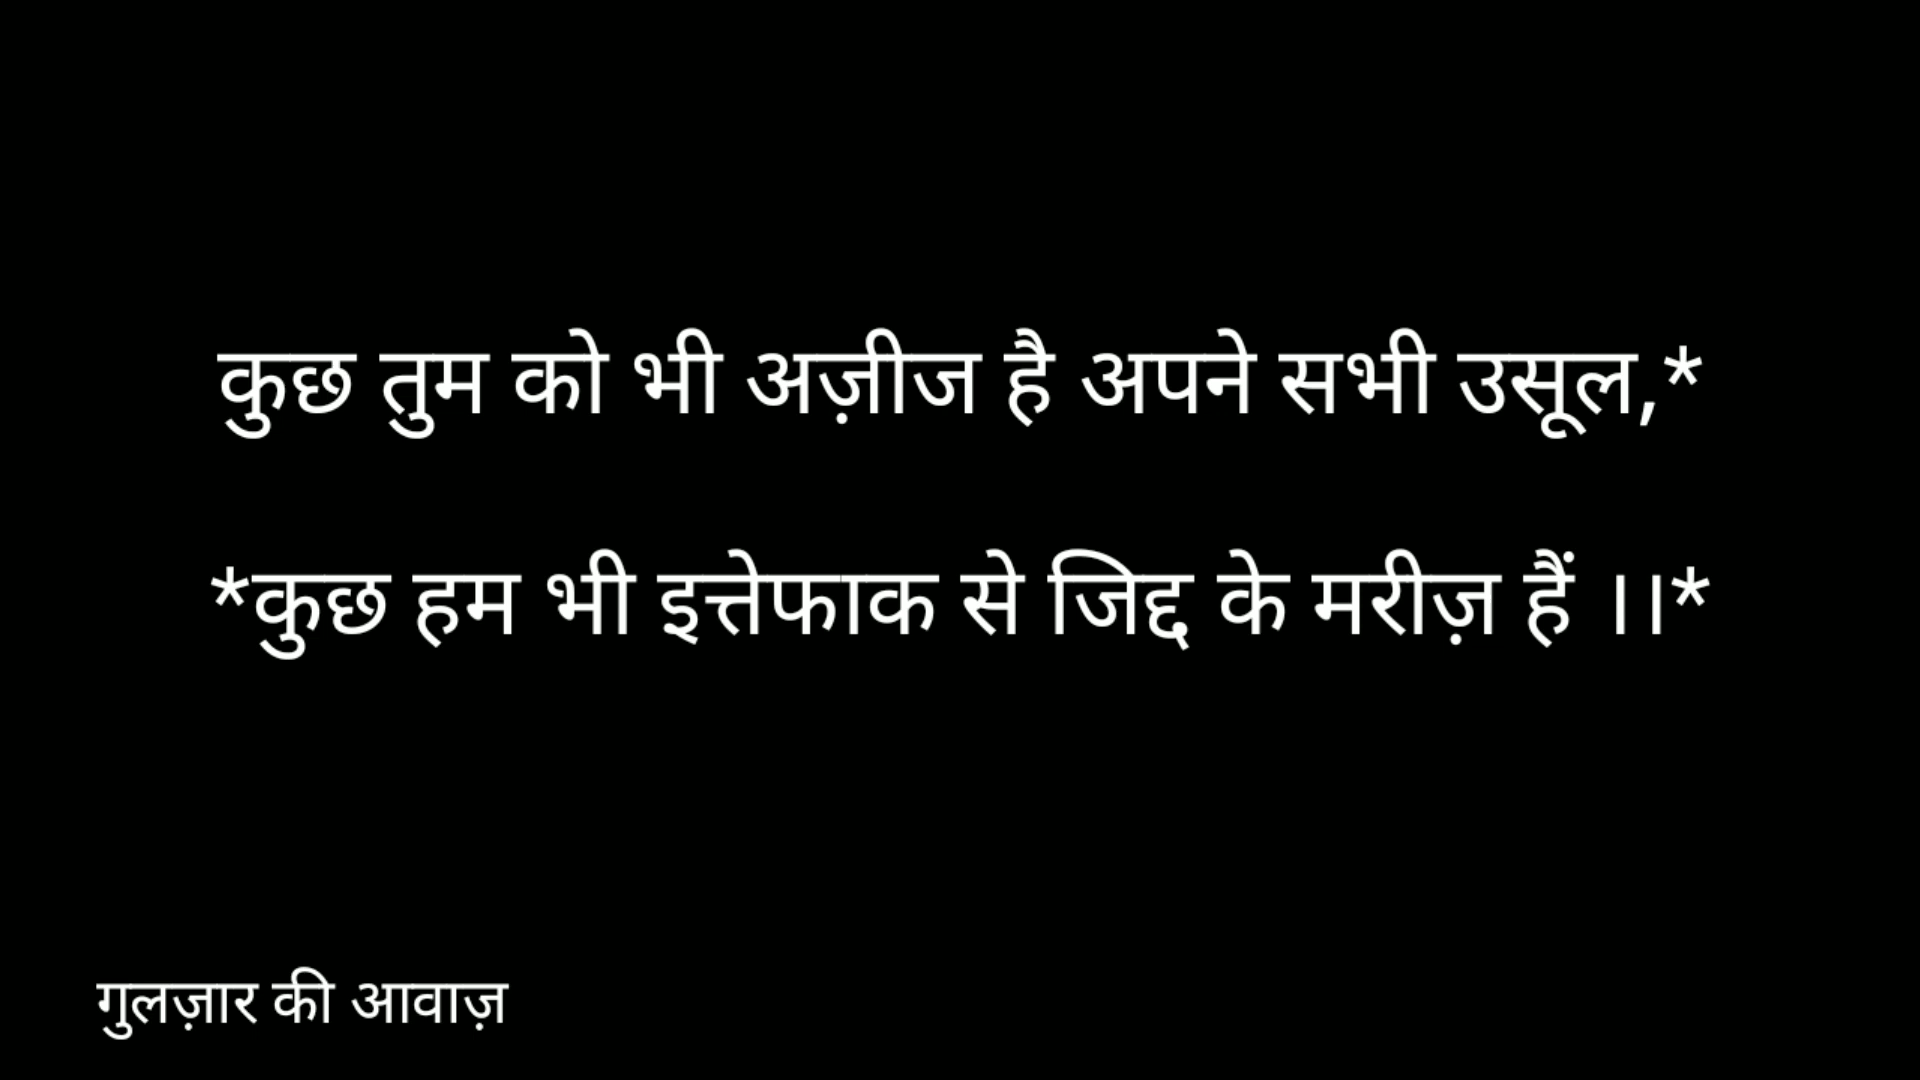 कुछ तुम को भी अज़ीज है अपने सभी उसूल,*
*कुछ हम भी इत्तेफाक से जिद्द के मरीज़ हैं ।।*
गुलज़ार की आवाज़